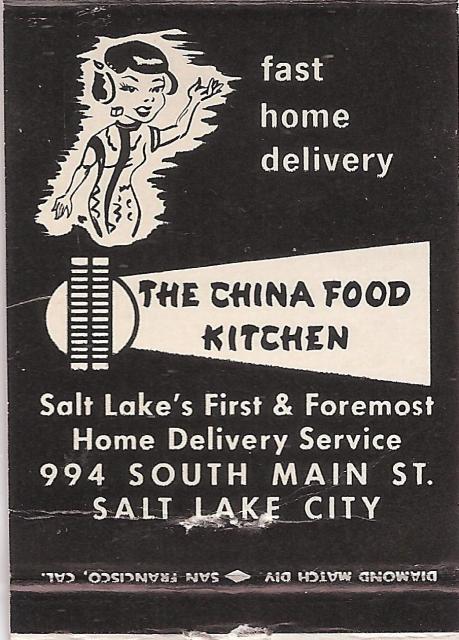 fast
home
delivery
THE CHINA FOOD
KITCHEN
Salt Lake's First & Foremost
Home Delivery Service
994 SOUTH MAIN ST.
SALT LAKE CITY
DIAMOND MATCH DIV SAN FRANCISCO, CAL.